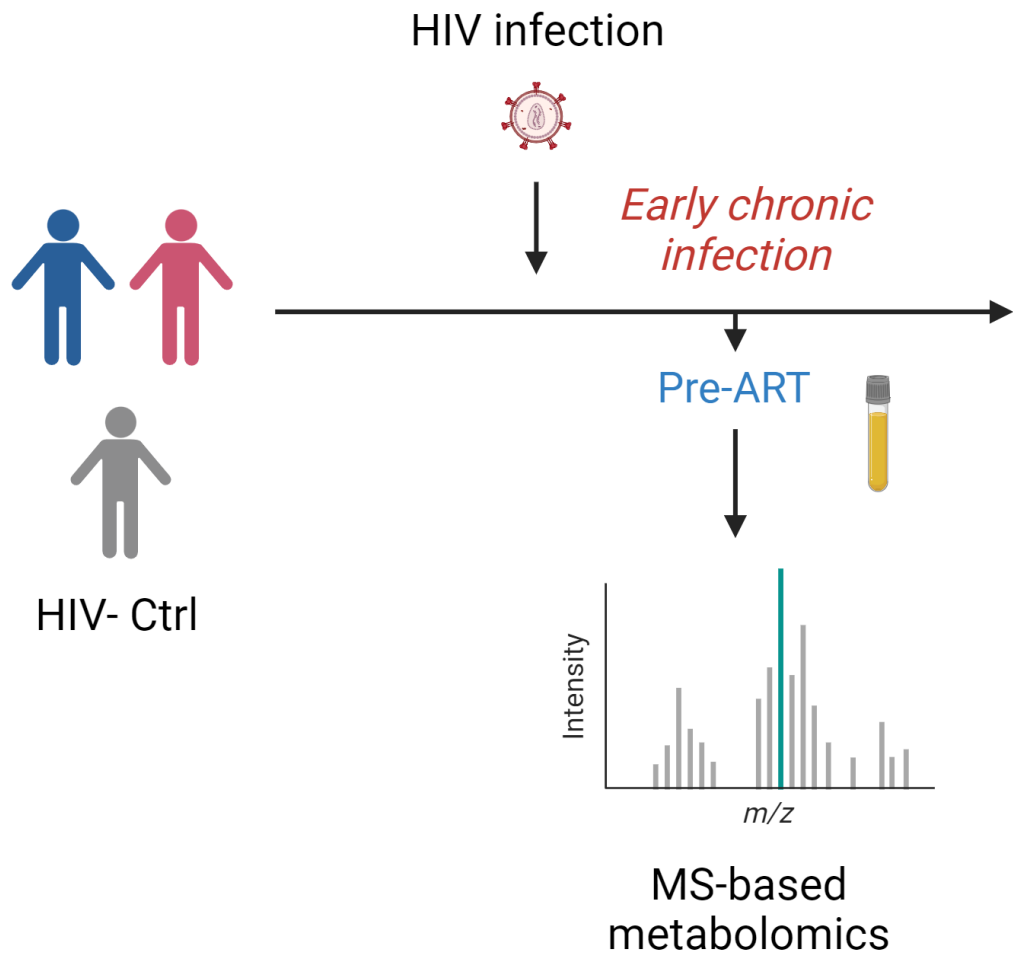 HIV infection
Early chronic
infection
Pre-ART
HIV- Ctrl
Intensity
m/z
MS-based
metabolomics